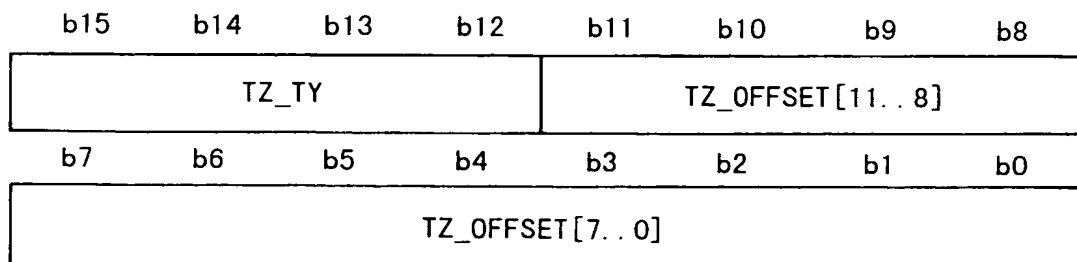 b15 b14 b13 b12 b11 b10 b9 b8
TZ_TY TZ_OFFSET[11..8]
b7 b6 b5 b4 b3 b2 b1 b0
TZ_OFFSET[7..0]